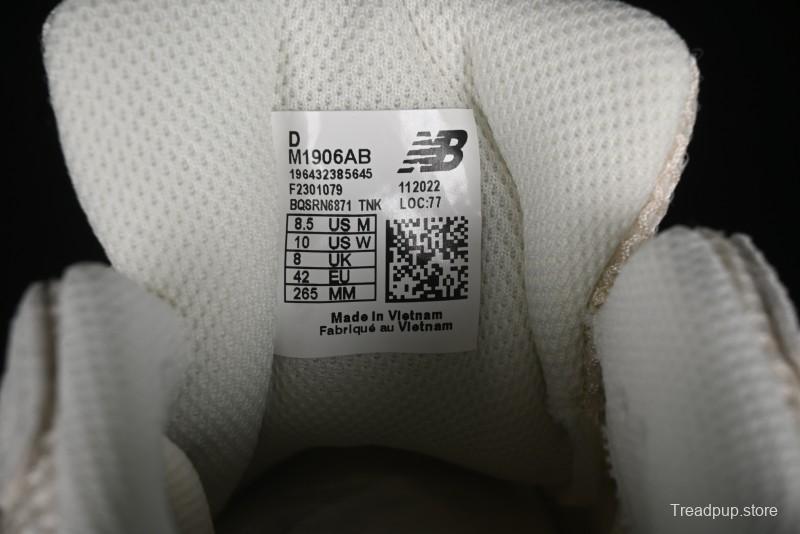 D
M1906AB
196432385645
F2301079 112022
BQSRN6871 TNK LOC:77
NB
8.5 US M
10 US W
8 UK
42 EU
265 MM
Made in Vietnam
Fabriqué au Vietnam
Treadpup.store